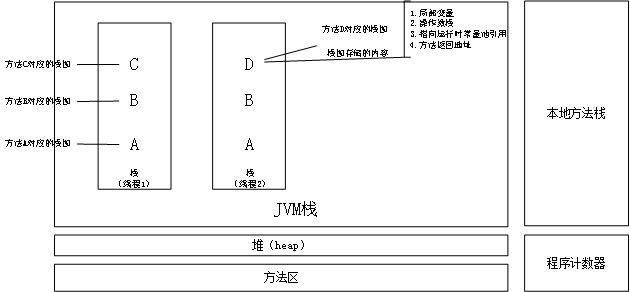 1. 局部变量
2. 操作数栈
3. 指向运行时常量池引用
4. 方法返回地址
方法D对应的栈帧
栈帧存储的内容
方法C对应的栈帧
C
D
方法B对应的栈帧
B
B
方法A对应的栈帧
A
A
栈
(线程1)
栈
(线程2)
JVM栈
本地方法栈
堆(heap)
方法区
程序计数器